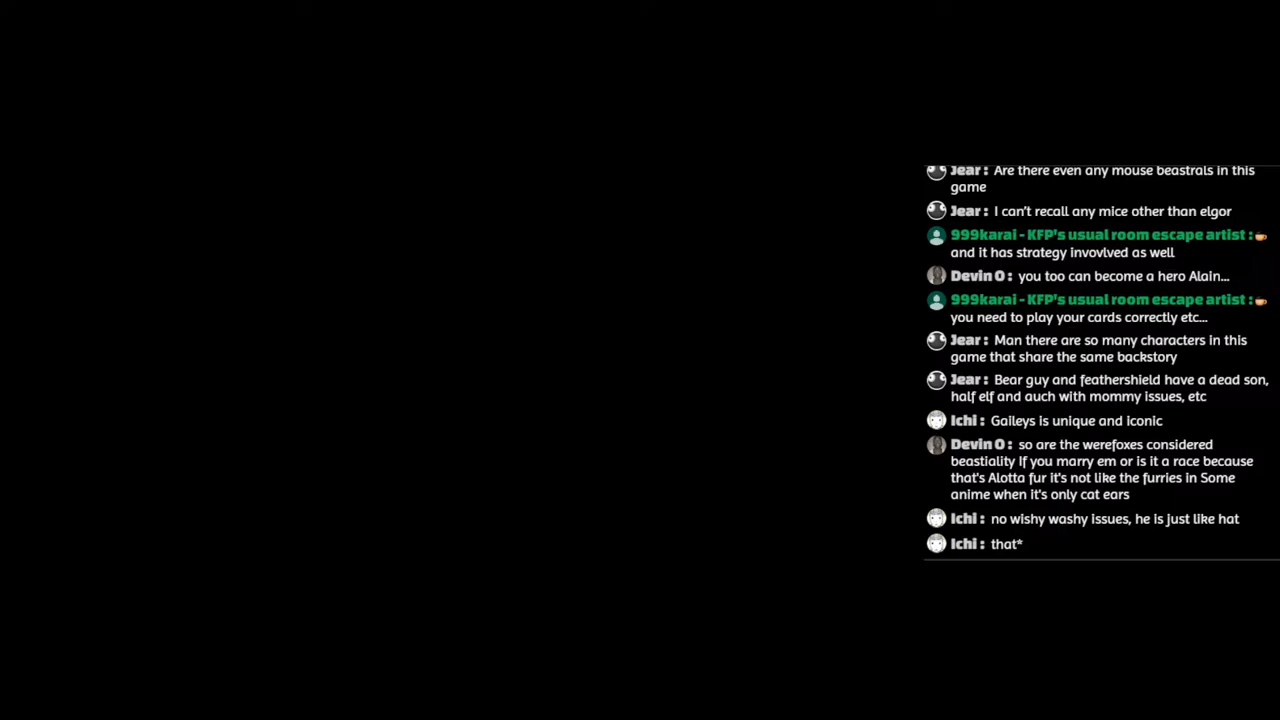 Jear : Are there even any mouse beastrals in this
game
Jear : I can't recall any mice other than elgor
999karai - KFP's usual room escape artist :
and it has strategy invovlved as well
Devin O : you too can become a hero Alain...
999karai - KFP's usual room escape artist :
you need to play your cards correctly etc...
Jear : Man there are so many characters in this
game that share the same backstory
Jear : Bear guy and feathershield have a dead son,
half elf and auch with mommy issues, etc
Ichi : Gaileys is unique and iconic
Devin O : so are the werefoxes considered
beastiality If you marry em or is it a race because
that's Alotta fur it's not like the furries in Some
anime when it's only cat ears
Ichi : no wishy washy issues, he is just like hat
Ichi : that*